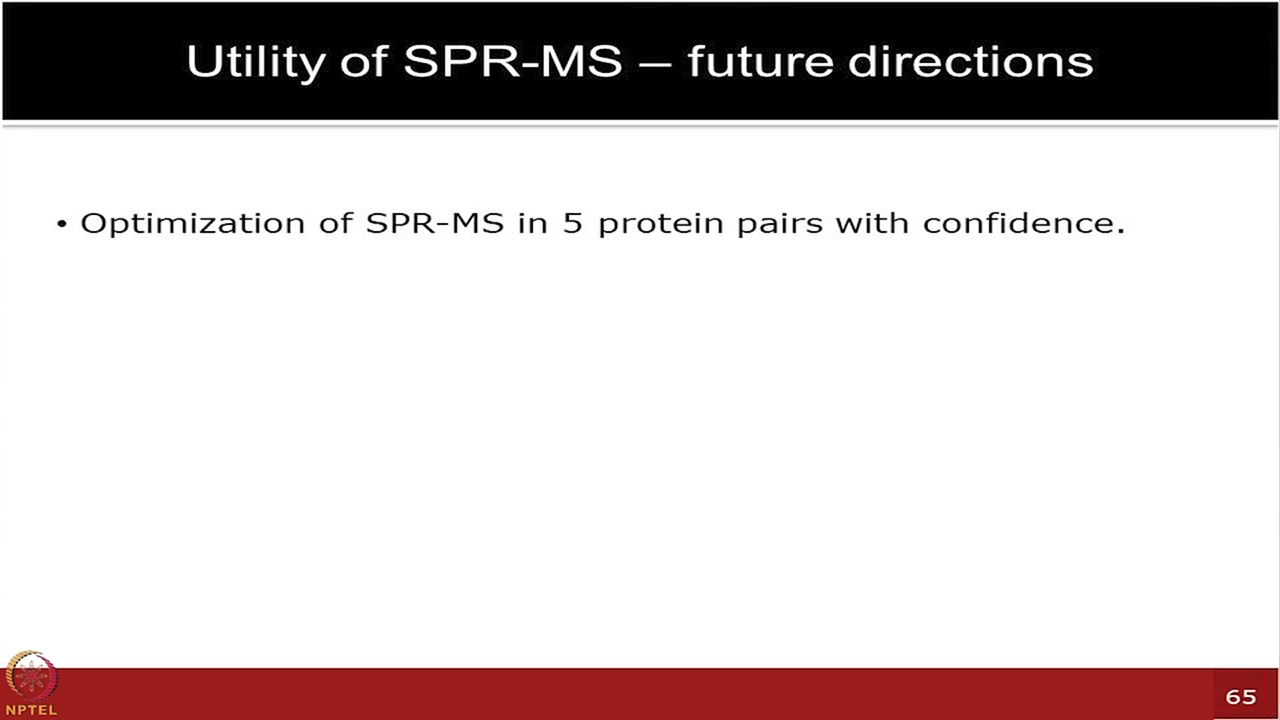 Utility of SPR-MS – future directions
• Optimization of SPR-MS in 5 protein pairs with confidence.
NPTEL
65